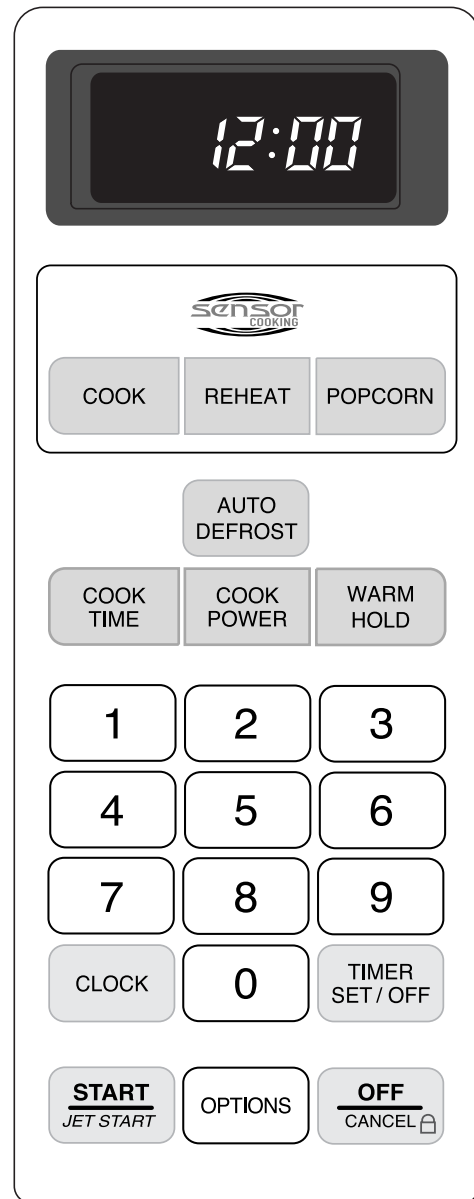 12:00
sensor
COOKING
COOK REHEAT POPCORN
AUTO
DEFROST
COOK
TIME
COOK
POWER
WARM
HOLD
1 2 3
4 5 6
7 8 9
CLOCK
0
TIMER
SET / OFF
START
JET START
OPTIONS
OFF
CANCEL